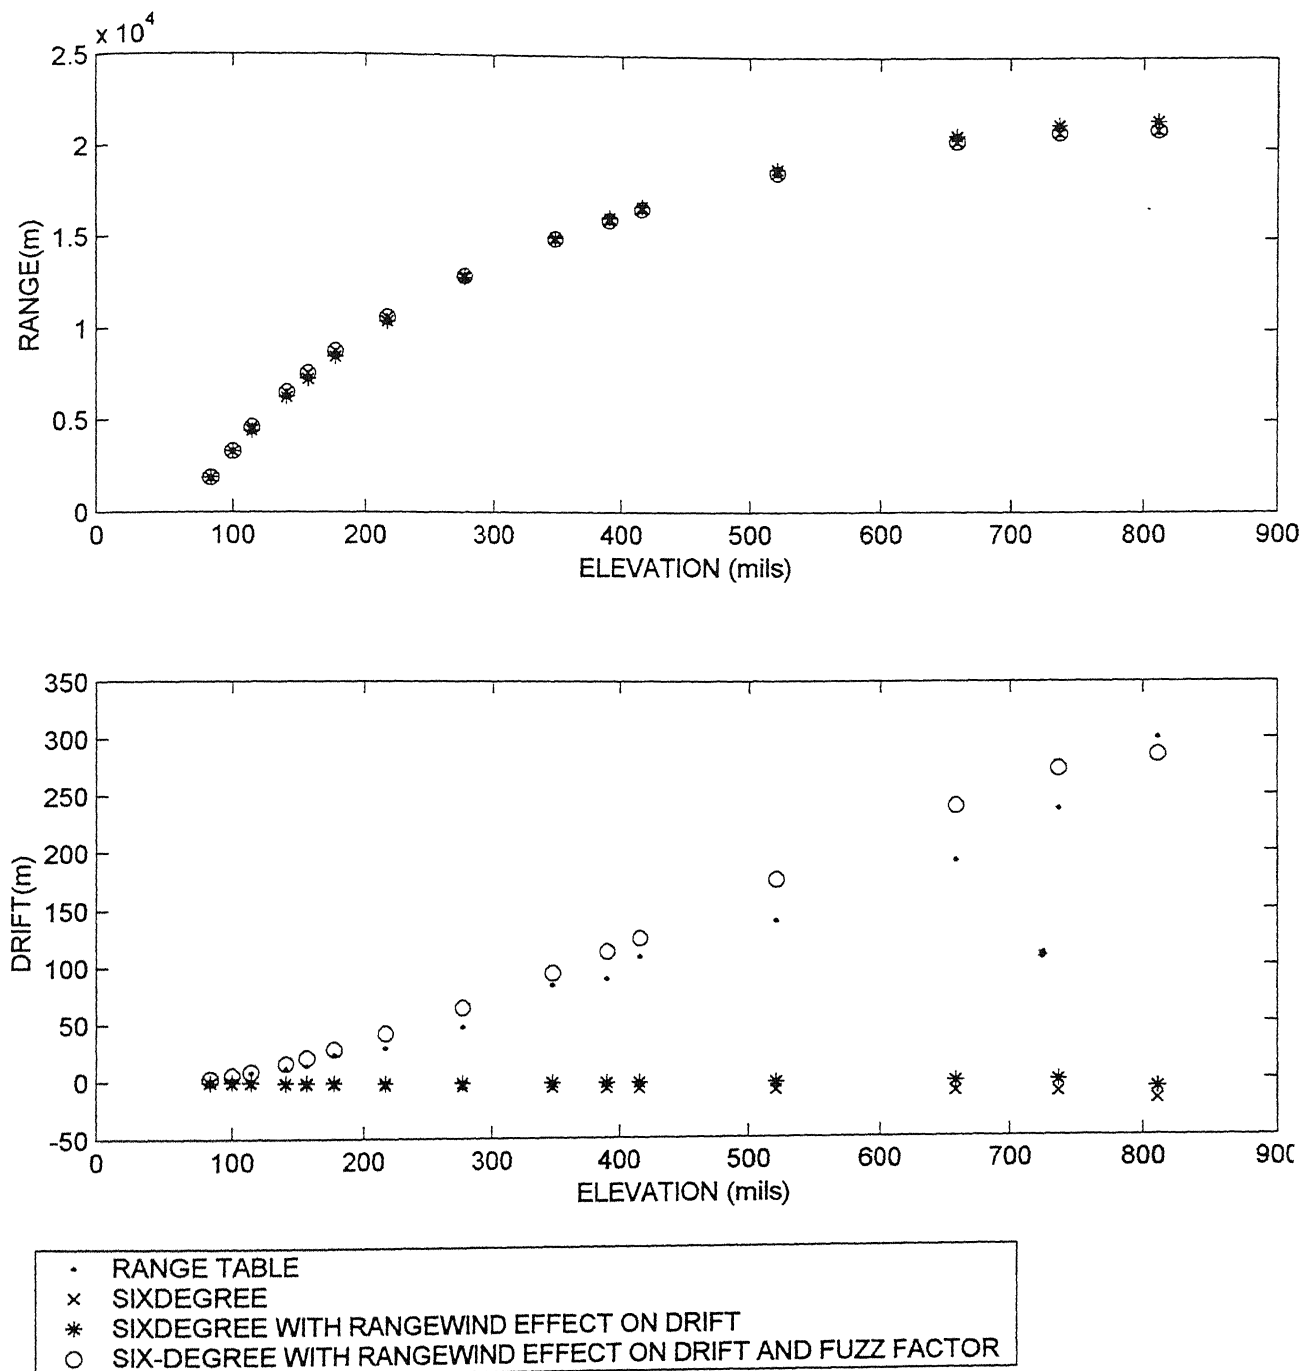 x 10^4
2.5
2
1.5
1
0.5
0
RANGE(m)
0 100 200 300 400 500 600 700 800 900
ELEVATION (mils)
350
300
250
200
150
100
50
0
-50
DRIFT(m)
0 100 200 300 400 500 600 700 800 900
ELEVATION (mils)
· RANGE TABLE
× SIXDEGREE
* SIXDEGREE WITH RANGEWIND EFFECT ON DRIFT
○ SIX-DEGREE WITH RANGEWIND EFFECT ON DRIFT AND FUZZ FACTOR